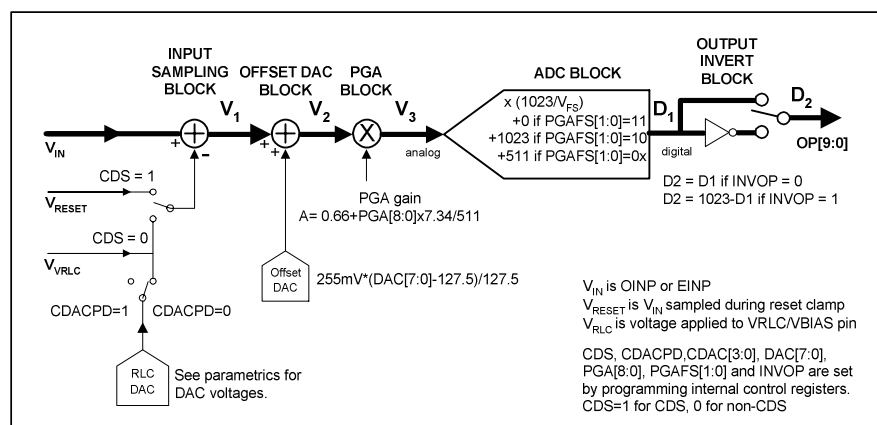 INPUT
SAMPLING
BLOCK
OFFSET DAC
BLOCK
PGA
BLOCK
ADC BLOCK
OUTPUT
INVERT
BLOCK
V1
V2
V3
x (1023/VFS)
+0 if PGAFS[1:0]=11
+1023 if PGAFS[1:0]=10
+511 if PGAFS[1:0]=0x
D1
D2
OP[9:0]
+
+
X
VIN
+
-
+
+
analog
digital
CDS = 1
VRESET
PGA gain
A= 0.66+PGA[8:0]x7.34/511
D2 = D1 if INVOP = 0
D2 = 1023-D1 if INVOP = 1
CDS = 0
VVRLC
Offset
DAC
255mV*(DAC[7:0]-127.5)/127.5
CDACPD=1
CDACPD=0
RLC
DAC
See parametrics for
DAC voltages.
VIN is OINP or EINP
VRESET is VIN sampled during reset clamp
VRLC is voltage applied to VRLC/VBIAS pin
CDS, CDACPD,CDAC[3:0], DAC[7:0],
PGA[8:0], PGAFS[1:0] and INVOP are set
by programming internal control registers.
CDS=1 for CDS, 0 for non-CDS